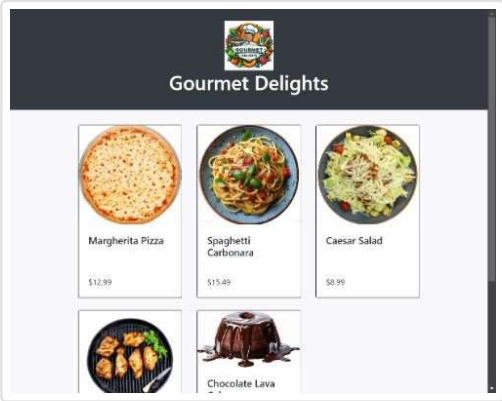 GOURMET
Gourmet Delights
Margherita Pizza
Spaghetti
Carbonara
Caesar Salad
$12.99
$15.49
$8.99
Chocolate Lava